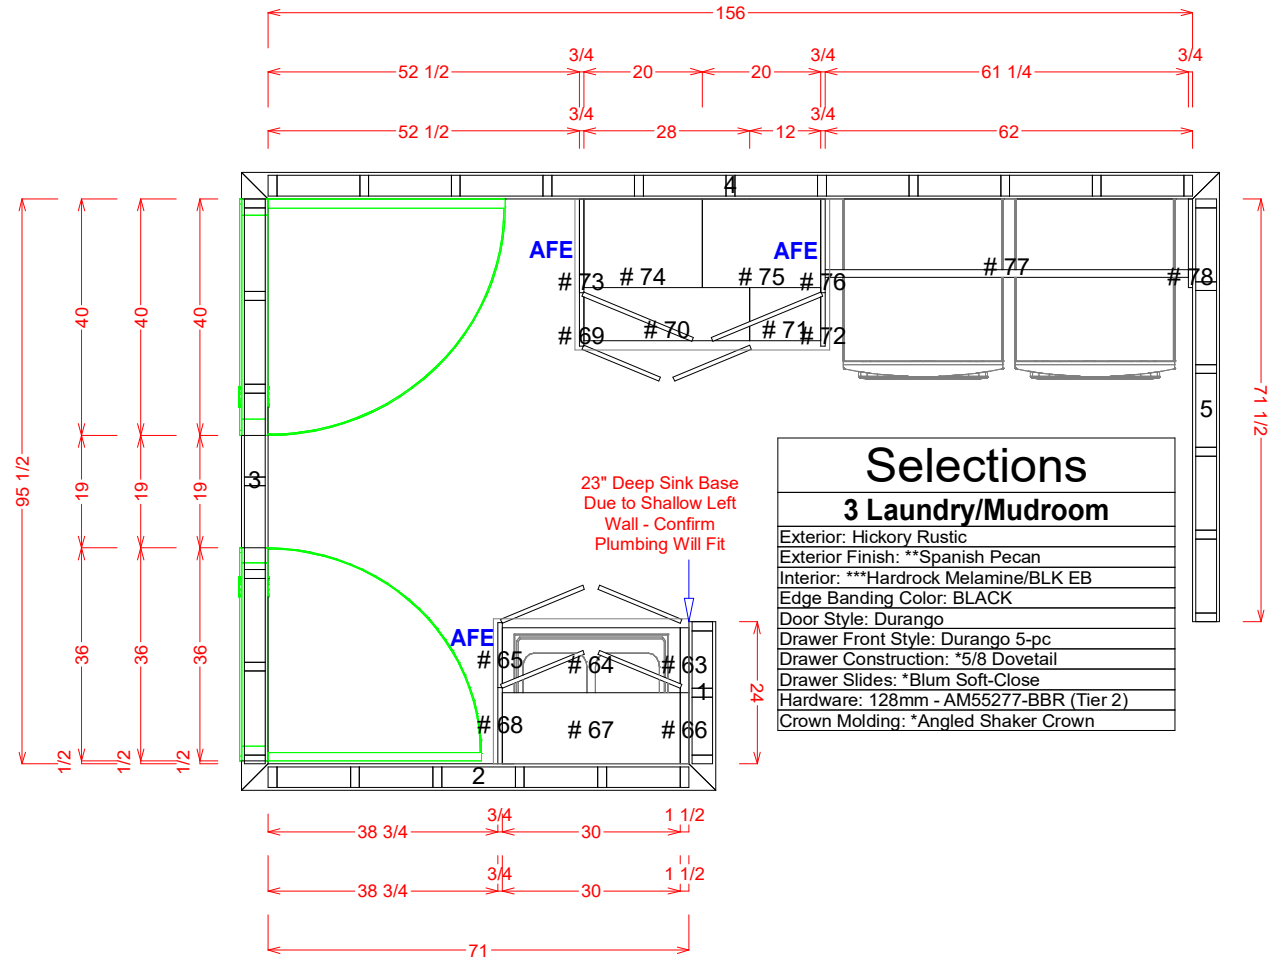 156
3/4 3/4 3/4
52 1/2 20 20 61 1/4
3/4 3/4
52 1/2 28 12 62
4
AFE AFE
# 73 # 74 # 75 # 76 # 77 # 78
40 40 40
# 69 # 70 # 71 # 72
71 1/2
5
Selections
3 Laundry/Mudroom
Exterior: Hickory Rustic
Exterior Finish: **Spanish Pecan
Interior: ***Hardrock Melamine/BLK EB
Edge Banding Color: BLACK
Door Style: Durango
Drawer Front Style: Durango 5-pc
Drawer Construction: *5/8 Dovetail
Drawer Slides: *Blum Soft-Close
Hardware: 128mm - AM55277-BBR (Tier 2)
Crown Molding: *Angled Shaker Crown
95 1/2
19 19 19
3
23" Deep Sink Base
Due to Shallow Left
Wall - Confirm
Plumbing Will Fit
AFE
36 36 36
# 65 # 64 # 63
1
24
# 68 # 67 # 66
1/2 1/2 1/2
2
3/4 1 1/2
38 3/4 30
3/4 1 1/2
38 3/4 30
71